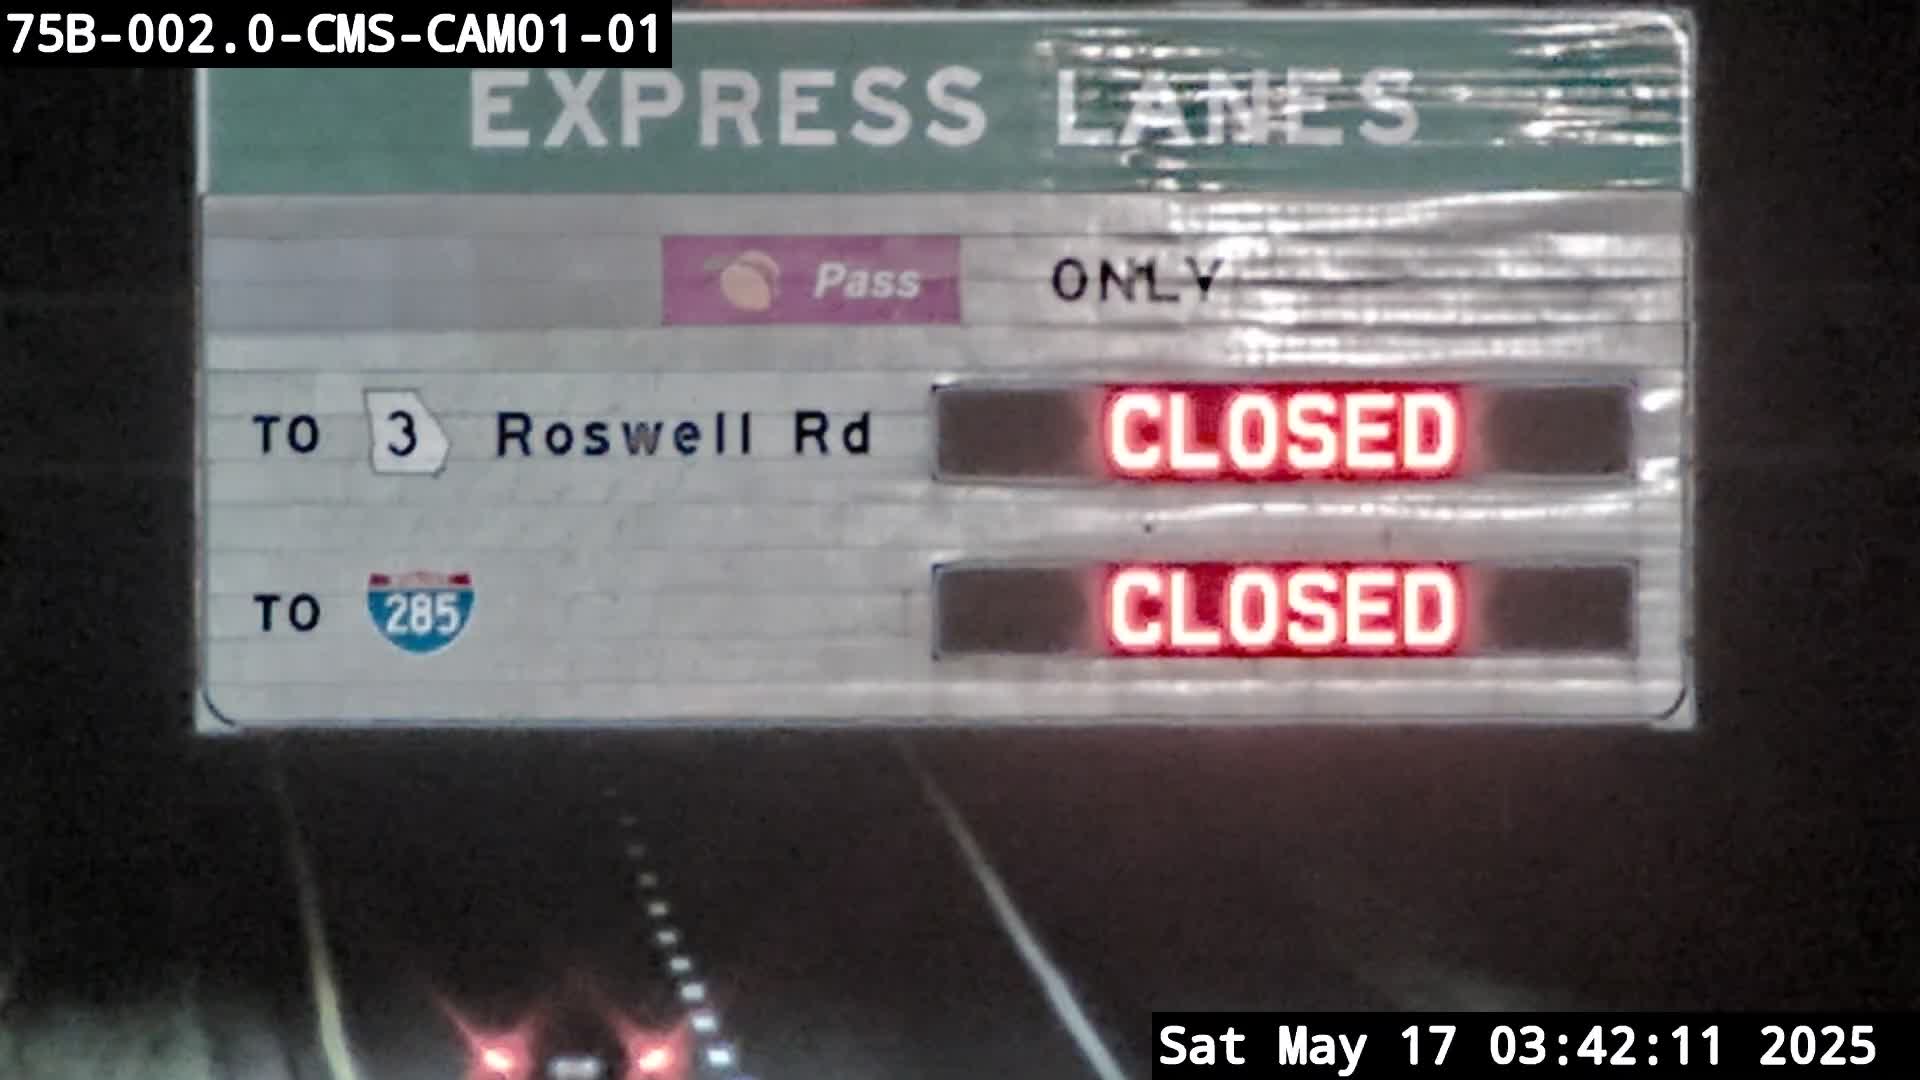 75B-002.0-CMS-CAM01-01
EXPRESS LANES
Pass ONLY
TO 3 Roswell Rd CLOSED
TO 285 CLOSED
Sat May 17 03:42:11 2025